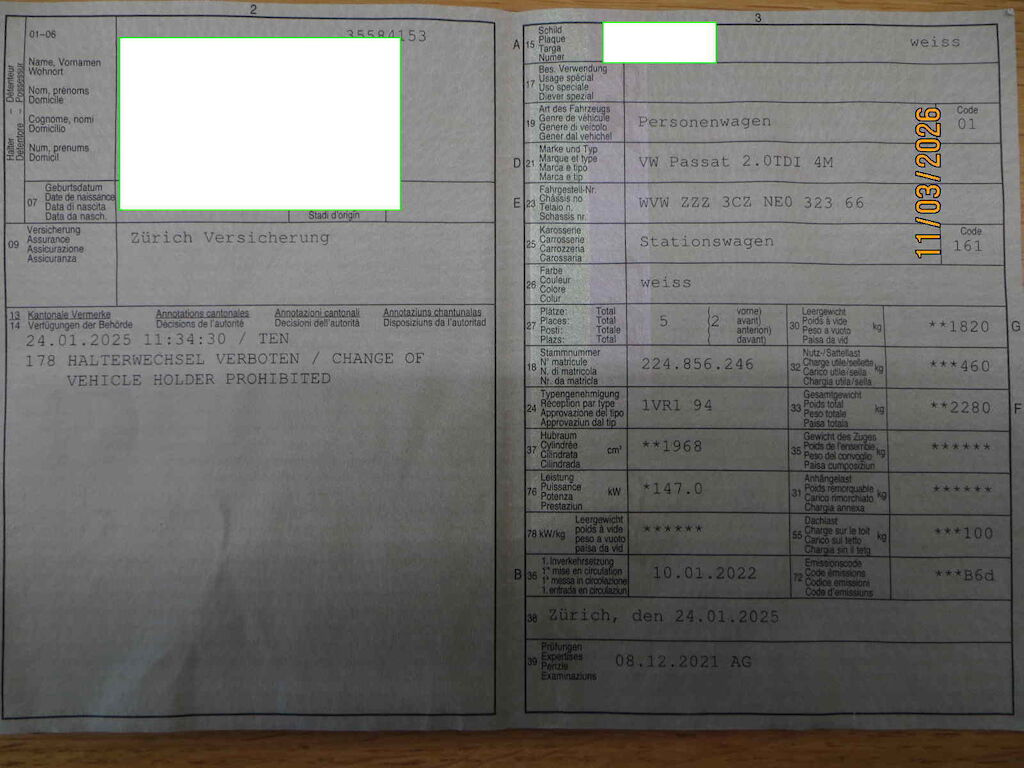 2
01-06
35584153
Halter – Détenteur
Detentore – Possessur
Name, Vornamen
Wohnort
Nom, prénoms
Domicile
Cognome, nomi
Domicilio
Num, prenums
Domicil
07
Geburtsdatum
Date de naissance
Data di nascita
Data da nasch.
Stadi d'origin
09
Versicherung
Assurance
Assicurazione
Assicuranza
Zürich Versicherung
13 Kantonale Vermerke Annotations cantonales Annotazioni cantonali Annotaziuns chantunalas
14 Verfügungen der Behörde Décisions de l'autorité Decisioni dell'autorità Disposiziuns da l'autoritad
24.01.2025 11:34:30 / TEN
178 HALTERWECHSEL VERBOTEN / CHANGE OF
VEHICLE HOLDER PROHIBITED
3
A 15
Schild
Plaque
Targa
Numer
weiss
17
Bes. Verwendung
Usage spécial
Uso speciale
Diever spezial
19
Art des Fahrzeugs
Genre de véhicule
Genere di veicolo
Gener dal vehichel
Personenwagen
Code
01
D 21
Marke und Typ
Marque et type
Marca e tipo
Marca e tip
VW Passat 2.0TDI 4M
E 23
Fahrgestell-Nr.
Châssis no
Telaio n.
Schassis nr.
WVW ZZZ 3CZ NE0 323 66
25
Karosserie
Carrosserie
Carrozzeria
Carossaria
Stationswagen
Code
161
26
Farbe
Couleur
Colore
Colur
weiss
27
Plätze: Total
Places: Total
Posti: Totale
Plazs: Total
5
(2
vorne)
avant)
anteriori)
davant)
30
Leergewicht
Poids à vide
Peso a vuoto
Paisa da vid
kg
**1820
G
18
Stammnummer
N° matricule
N. di matricola
Nr. da matricla
224.856.246
32
Nutz-/Sattellast
Charge utile/sellette
Carico utile/sella
Chargia utila/sella
kg
***460
24
Typengenehmigung
Réception par type
Approvazione del tipo
Approvaziun dal tip
1VR1 94
33
Gesamtgewicht
Poids total
Peso totale
Paisa totala
kg
**2280
F
37
Hubraum
Cylindrée
Cilindrata
Cilindrada
cm³
**1968
35
Gewicht des Zuges
Poids de l'ensemble
Peso del convoglio
Paisa cumposiziun
kg
******
76
Leistung
Puissance
Potenza
Prestaziun
kW
*147.0
31
Anhängelast
Poids remorquable
Carico rimorchiato
Chargia annexa
kg
******
78 kW/kg
Leergewicht
poids à vide
peso a vuoto
paisa da vid
******
55
Dachlast
Charge sur le toit
Carico sul tetto
Chargia sin il tetg
kg
***100
B 36
1. Inverkehrsetzung
1re mise en circulation
1a messa in circolazione
1. entrada en circulaziun
10.01.2022
72
Emissionscode
Code émissions
Codice emissioni
Code d'emissiuns
***B6d
38 Zürich, den 24.01.2025
39
Prüfungen
Expertises
Perizie
Examinaziuns
08.12.2021 AG
11/03/2026